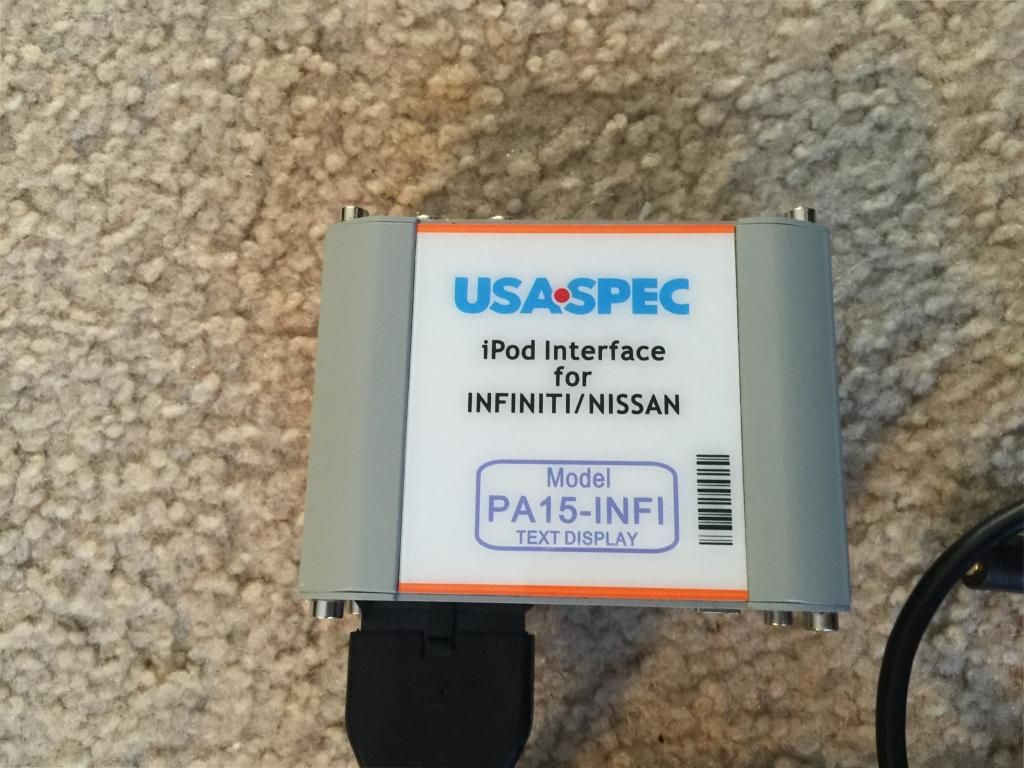 USA SPEC
iPod Interface
for
INFINITI/NISSAN
Model
PA15-INFI
TEXT DISPLAY